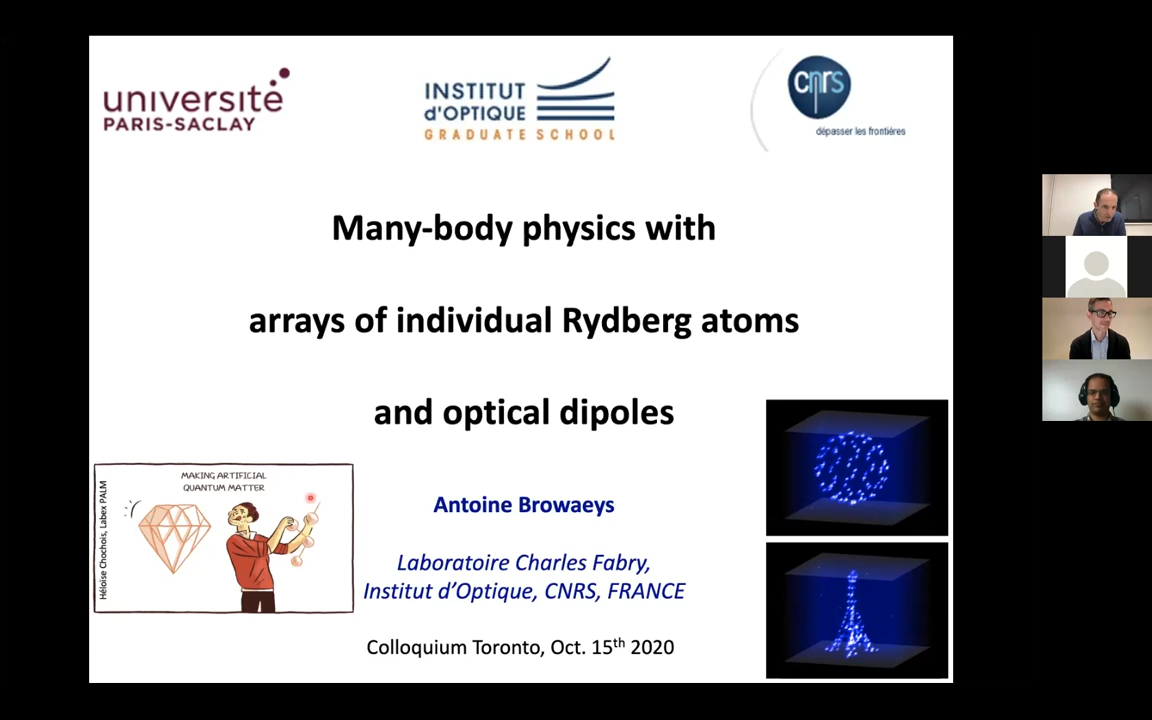 université
PARIS-SACLAY
INSTITUT
d'OPTIQUE
GRADUATE SCHOOL
cnrs
dépasser les frontières
Many-body physics with
arrays of individual Rydberg atoms
and optical dipoles
MAKING ARTIFICIAL
QUANTUM MATTER
Héloïse Chochois, Labex PALM
Antoine Browaeys
Laboratoire Charles Fabry,
Institut d'Optique, CNRS, FRANCE
Colloquium Toronto, Oct. 15th 2020